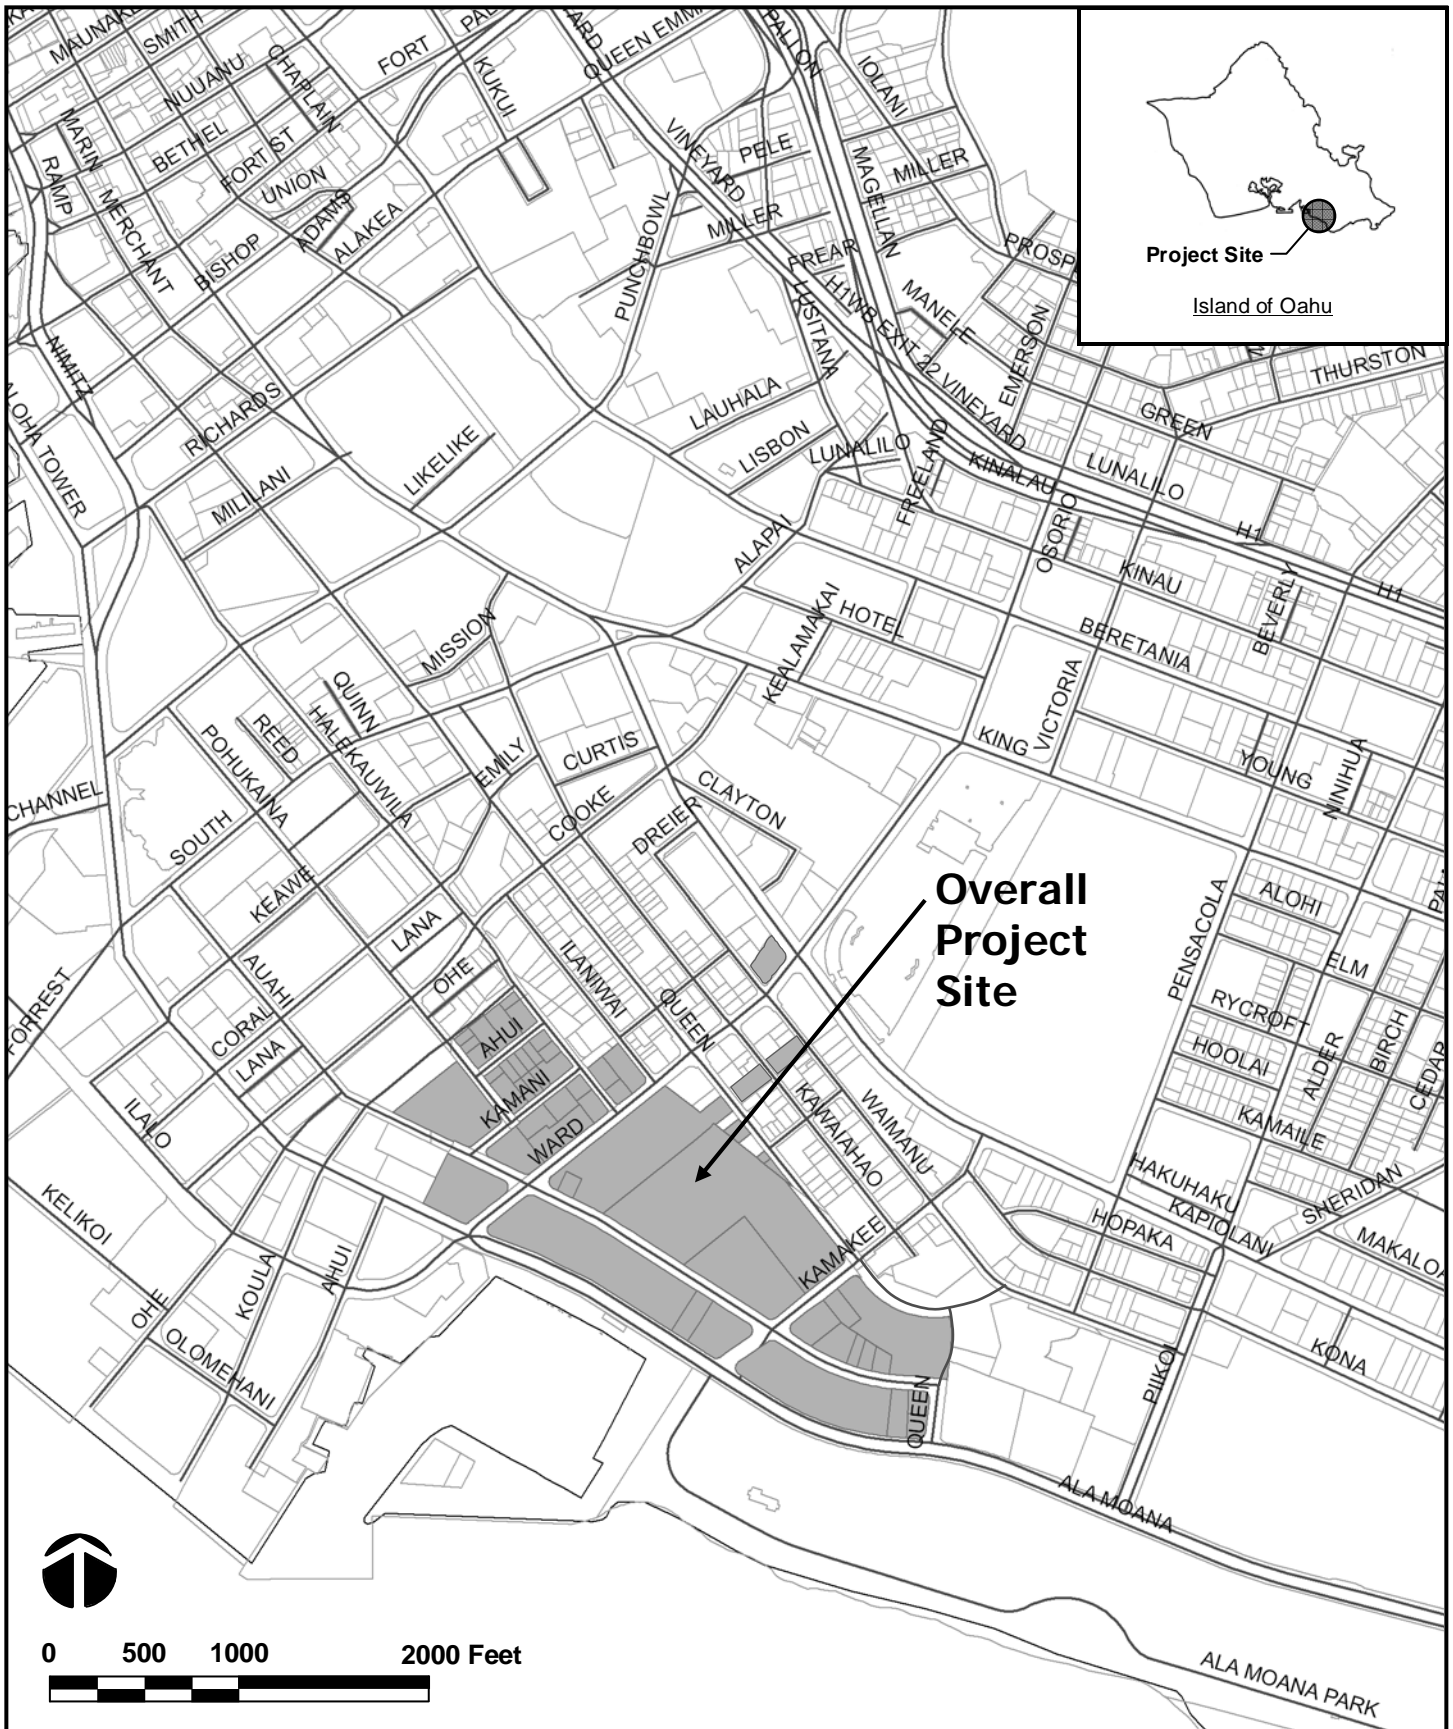 MAUNAKEA
SMITH
NUUANU
CHAPLAIN
FORT
KUKUI
QUEEN EMMA
IOLANI
MARIN
BETHEL
FORT ST
UNION
ADAMS
ALAKEA
BISHOP
RAMP
MERCHANT
VINEYARD
PELE
MILLER
MAGELLAN
MILLER
FREAR
PUNCHBOWL
LUSITANA
H1WB EXIT 22 VINEYARD
MANELE
EMERSON
Project Site
Island of Oahu
THURSTON
GREEN
NIMITZ
ALOHA TOWER
RICHARDS
MILILANI
LIKELIKE
LAUHALA
LISBON
LUNALILO
FREELAND
KINALAU
LUNALILO
H1
H1
OSORIO
ALAPAI
KINAU
BEVERLY
HOTEL
KEALAMAKAI
BERETANIA
VICTORIA
KING
YOUNG
NINIHUA
MISSION
QUINN
REED
HALEKAUWILA
POHUKAINA
EMILY
CURTIS
COOKE
CLAYTON
DREIER
CHANNEL
SOUTH
KEAWE
LANA
OHE
AUAHI
CORAL
LANA
FORREST
ILALO
ILANIWAI
QUEEN
AHUI
KAMANI
WARD
Overall
Project
Site
PENSACOLA
ALOHI
ELM
RYCROFT
HOOLAI
ALDER
BIRCH
CEDAR
KAMAILE
KAWAIAHAO
WAIMANU
HAKUHAKU
KAPIOLANI
SHERIDAN
HOPAKA
MAKALOA
KAMAKEE
KELIKOI
OHE
KOULA
AHUI
OLOMEHANI
QUEEN
PIIKOI
KONA
ALA MOANA
ALA MOANA PARK
0 500 1000 2000 Feet